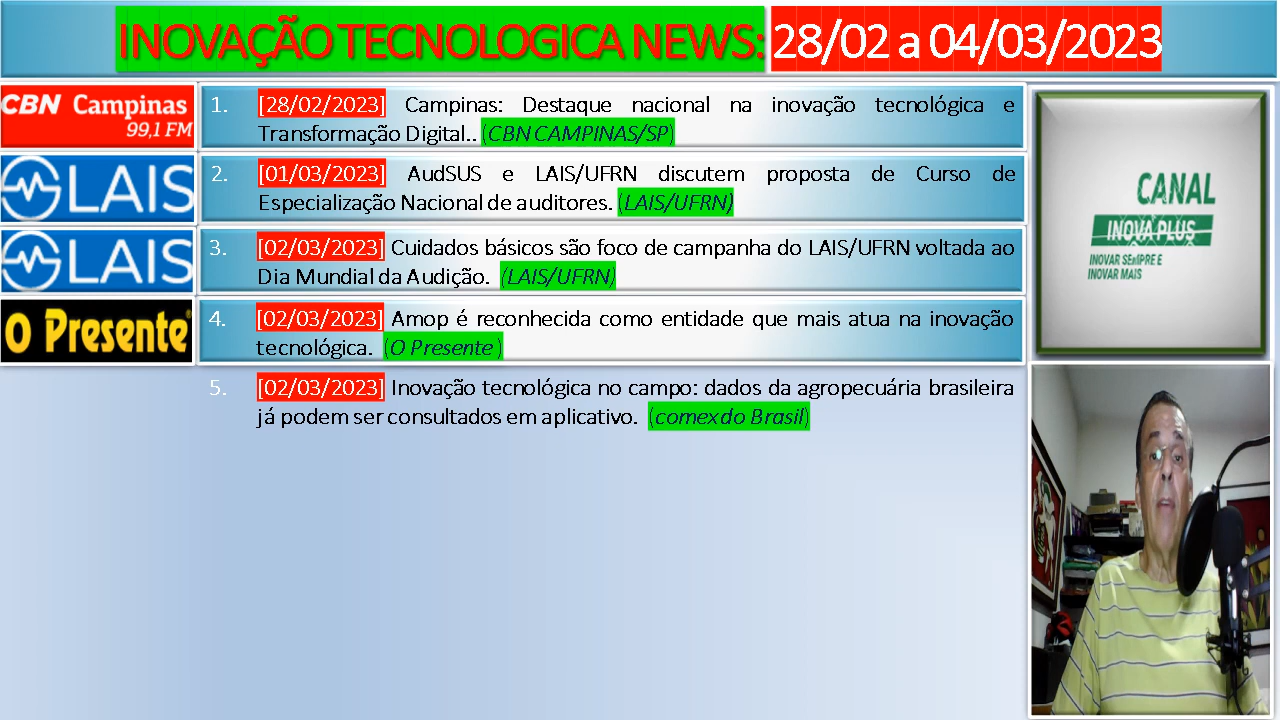 INOVAÇÃO TECNOLOGICA NEWS: 28/02 a 04/03/2023
CBN Campinas
99,1 FM
1. [28/02/2023] Campinas: Destaque nacional na inovação tecnológica e
Transformação Digital.. (CBN CAMPINAS/SP)
LAIS
2. [01/03/2023] AudSUS e LAIS/UFRN discutem proposta de Curso de
Especialização Nacional de auditores. (LAIS/UFRN)
LAIS
3. [02/03/2023] Cuidados básicos são foco de campanha do LAIS/UFRN voltada ao
Dia Mundial da Audição. (LAIS/UFRN)
O Presente®
4. [02/03/2023] Amop é reconhecida como entidade que mais atua na inovação
tecnológica. (O Presente )
5. [02/03/2023] Inovação tecnológica no campo: dados da agropecuária brasileira
já podem ser consultados em aplicativo. (comex do Brasil)
CANAL
INOVA PLUS
INOVAR SEMPRE E
INOVAR MAIS